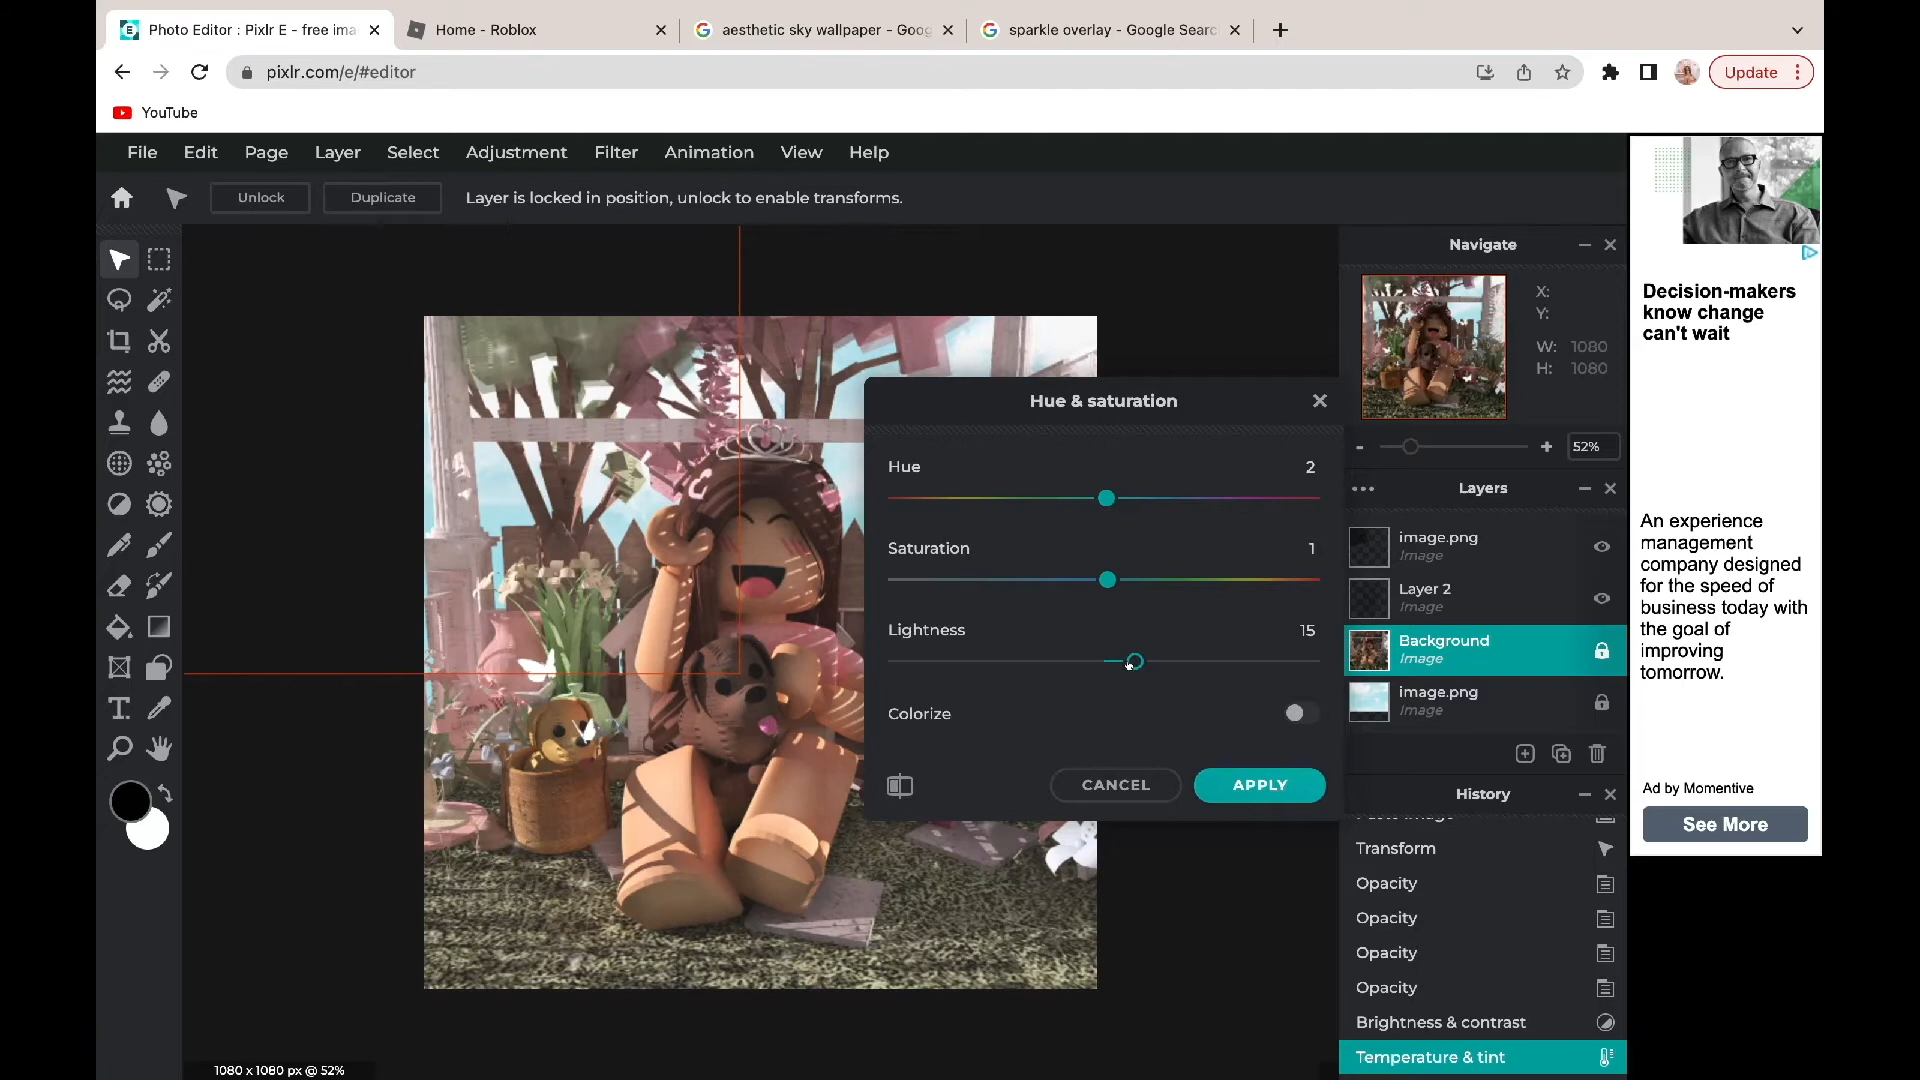 Photo Editor : Pixlr E - free ima
Home - Roblox
aesthetic sky wallpaper - Goog
sparkle overlay - Google Searc
pixlr.com/e/#editor
Update
YouTube
File Edit Page Layer Select Adjustment Filter Animation View Help
Unlock
Duplicate
Layer is locked in position, unlock to enable transforms.
Navigate
X:
Y:
W: 1080
H: 1080
- + 52%
Hue & saturation
Hue 2
Saturation 1
Lightness 15
Colorize
CANCEL
APPLY
Layers
image.png
Image
Layer 2
Image
Background
Image
image.png
Image
History
Transform
Opacity
Opacity
Opacity
Opacity
Brightness & contrast
Temperature & tint
Decision-makers
know change
can't wait
An experience
management
company designed
for the speed of
business today with
the goal of
improving
tomorrow.
Ad by Momentive
See More
1080 x 1080 px @ 52%